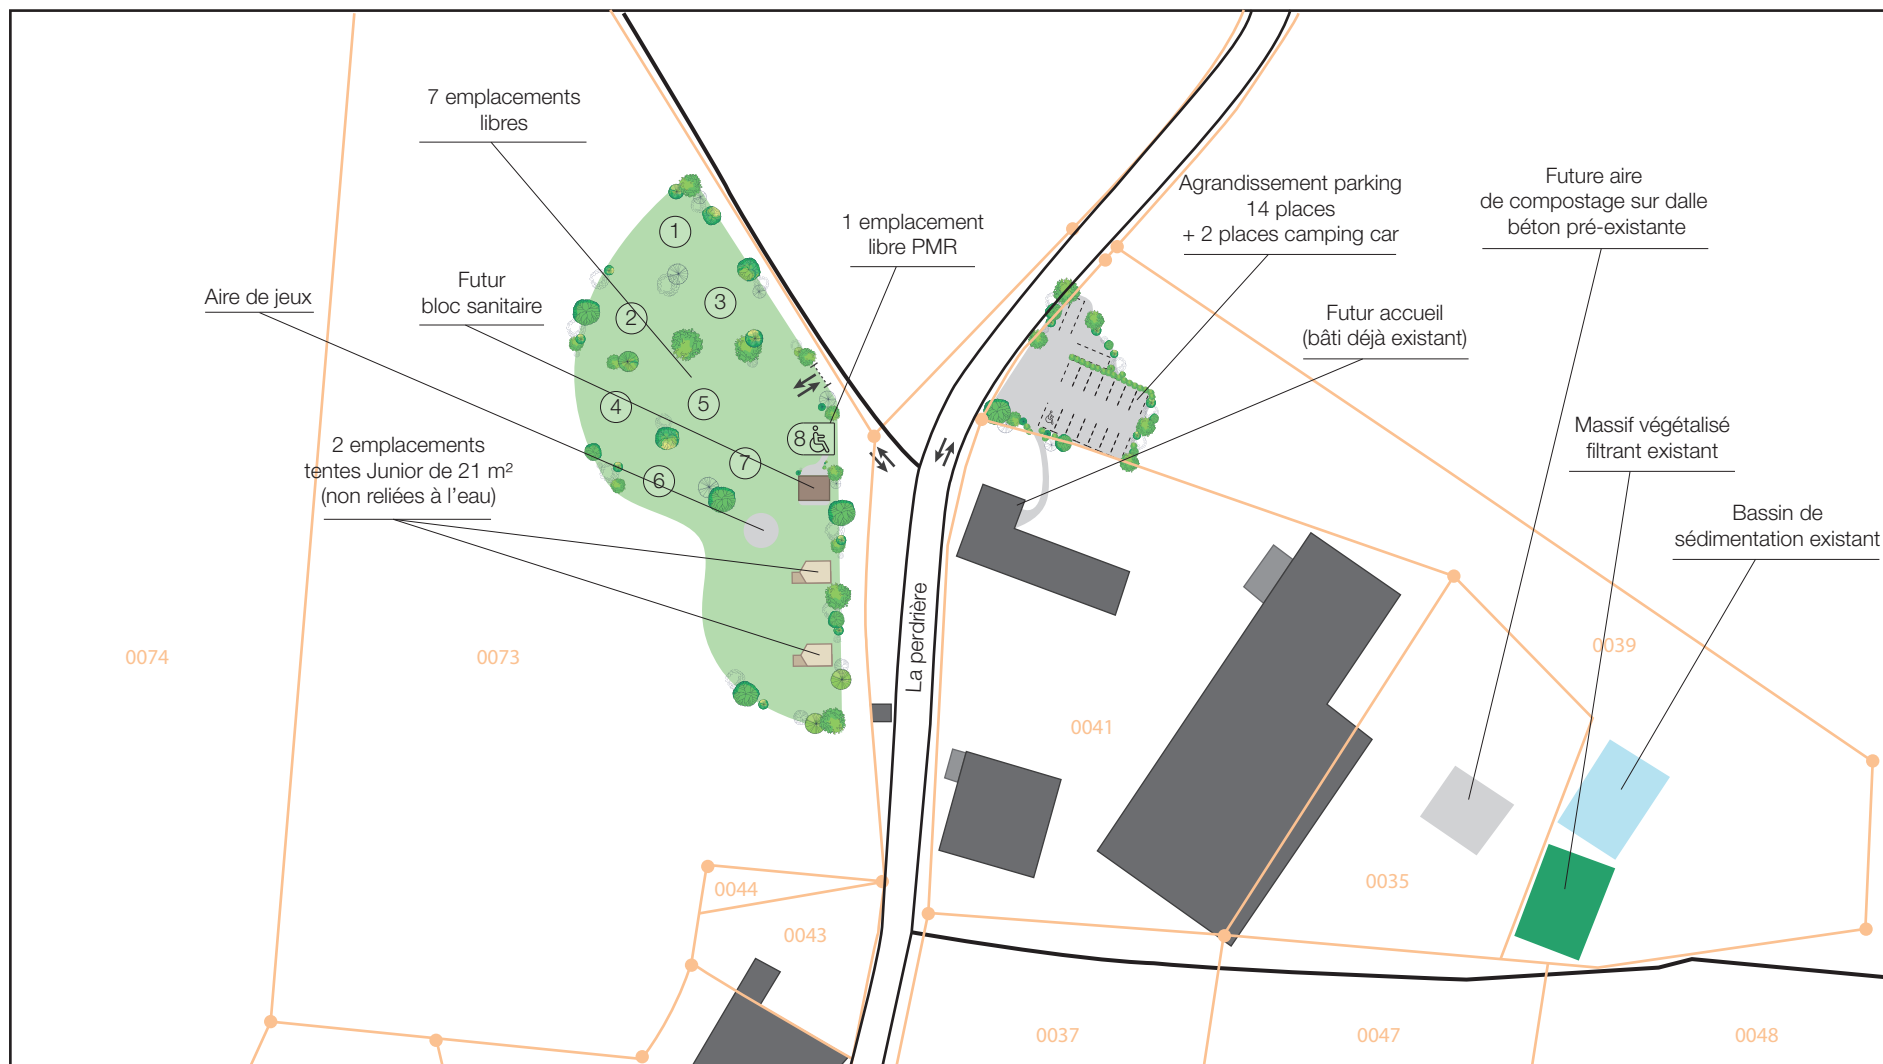 7 emplacements
libres
1 emplacement
libre PMR
Agrandissement parking
14 places
+ 2 places camping car
Future aire
de compostage sur dalle
béton pré-existante
Aire de jeux
Futur
bloc sanitaire
Futur accueil
(bâti déjà existant)
2 emplacements
tentes Junior de 21 m²
(non reliées à l'eau)
Massif végétalisé
filtrant existant
Bassin de
sédimentation existant
1
2
3
4
5
6
7
8
La perdrière
0074
0073
0039
0041
0035
0044
0043
0037
0047
0048